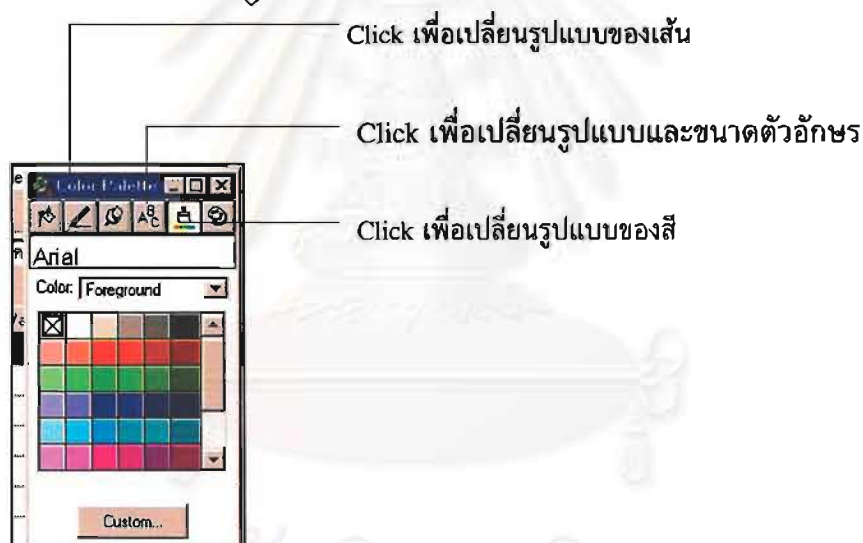 Click เพื่อเปลี่ยนรูปแบบของเส้น
Click เพื่อเปลี่ยนรูปแบบและขนาดตัวอักษร
Click เพื่อเปลี่ยนรูปแบบของสี
Color Palette
Arial
Color: Foreground
Custom...